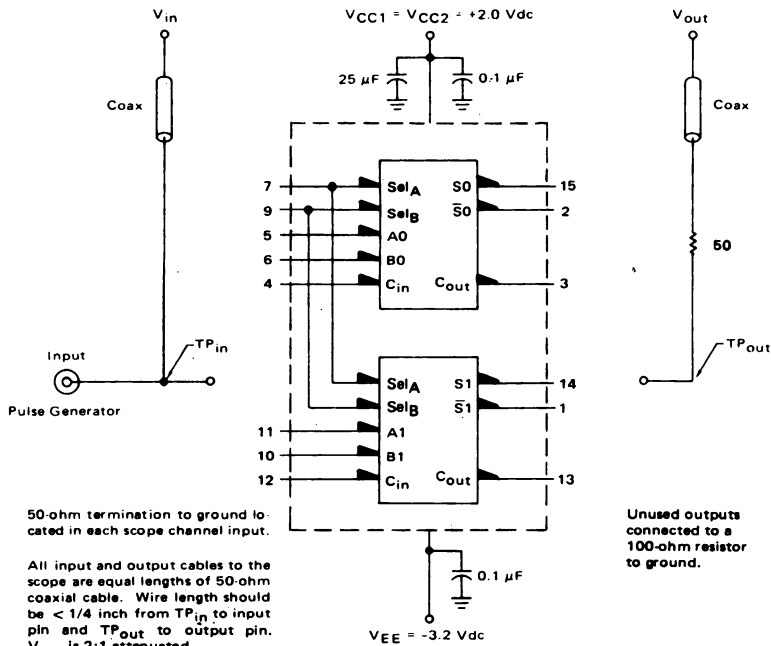 Vin
VCC1 = VCC2 = +2.0 Vdc
Vout
25 µF
0.1 µF
Coax
Coax
7
SelA
S0
15
9
SelB
S̅0
2
5
A0
6
B0
4
Cin
Cout
3
50
Input
TPin
TPout
Pulse Generator
SelA
S1
14
SelB
S̅1
1
11
A1
10
B1
12
Cin
Cout
13
50-ohm termination to ground lo-
cated in each scope channel input.
All input and output cables to the
scope are equal lengths of 50-ohm
coaxial cable. Wire length should
be < 1/4 inch from TPin to input
pin and TPout to output pin.
is 2:1 attenuated
Unused outputs
connected to a
100-ohm resistor
to ground.
0.1 µF
VEE = -3.2 Vdc